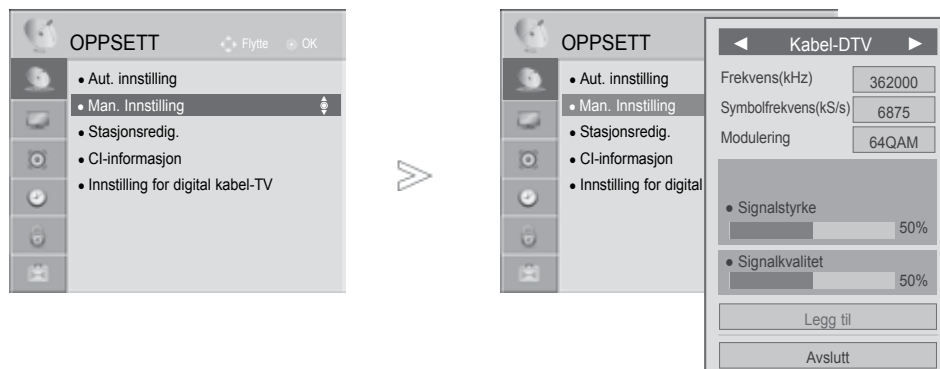 OPPSETT
Flytte OK
• Aut. innstilling
• Man. Innstilling
• Stasjonsredig.
• CI-informasjon
• Innstilling for digital kabel-TV
OPPSETT
• Aut. innstilling
• Man. Innstilling
• Stasjonsredig.
• CI-informasjon
• Innstilling for digital
◄ Kabel-DTV ►
Frekvens(kHz) 362000
Symbolfrekvens(kS/s) 6875
Modulering 64QAM
• Signalstyrke
50%
• Signalkvalitet
50%
Legg til
Avslutt